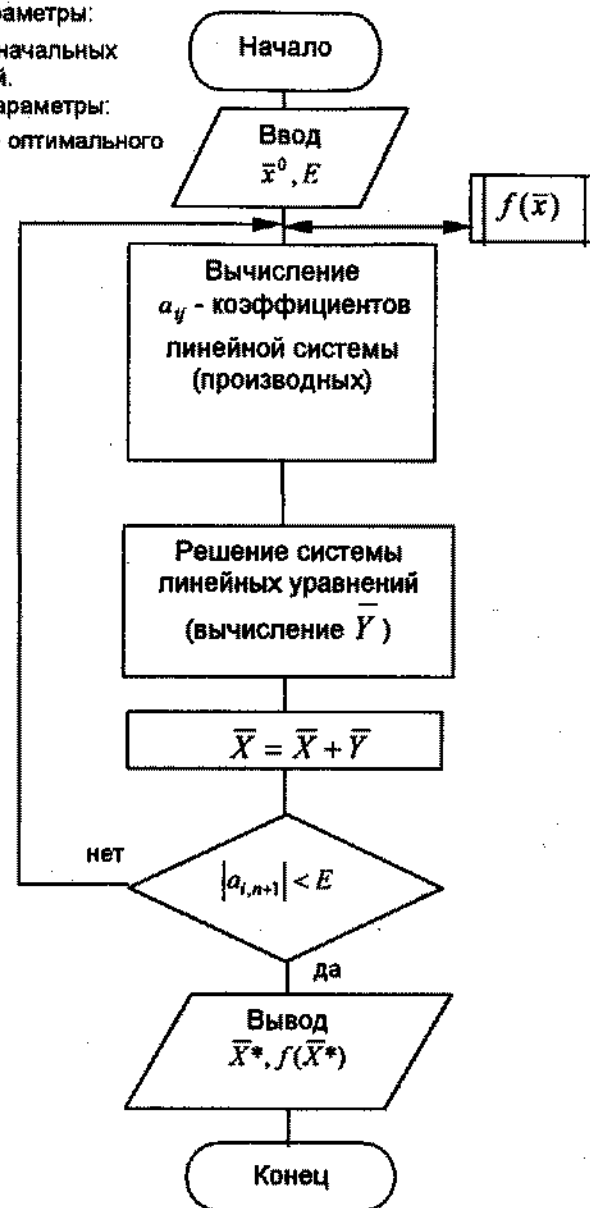 аметры:
начальных
й.
араметры:
оптимального
Начало
Ввод
x̅⁰, E
f(x̅)
Вычисление
a_ij - коэффициентов
линейной системы
(производных)
Решение системы
линейных уравнений
(вычисление Y̅ )
X̅ = X̅ + Y̅
нет
|a_i,n+1| < E
да
Вывод
X̅*, f(X̅*)
Конец